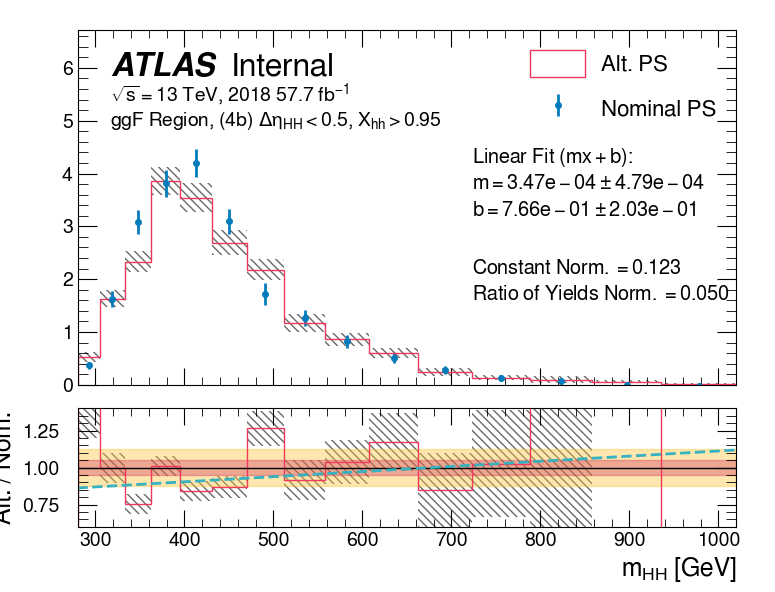 ATLAS Internal
√s = 13 TeV, 2018 57.7 fb⁻¹
ggF Region, (4b) Δη_HH < 0.5, X_hh > 0.95
Alt. PS
Nominal PS
Linear Fit (mx + b):
m = 3.47e − 04 ± 4.79e − 04
b = 7.66e − 01 ± 2.03e − 01
Constant Norm. = 0.123
Ratio of Yields Norm. = 0.050
6
5
4
3
2
1
0
Alt. / Nom.
1.25
1.00
0.75
300 400 500 600 700 800 900 1000
m_HH [GeV]